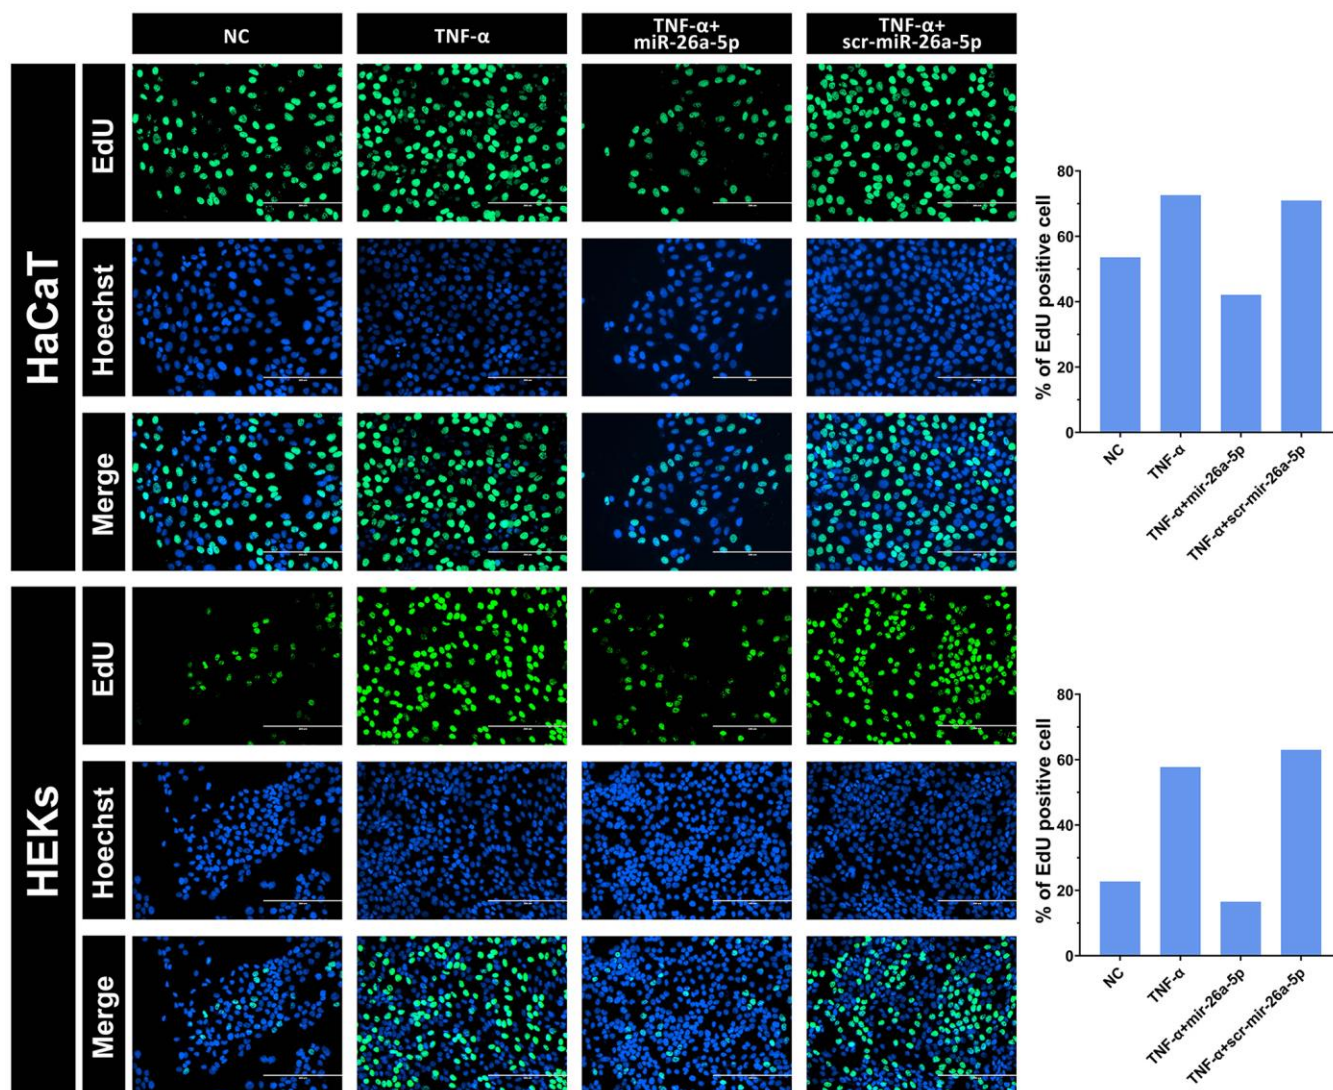 NC
TNF-α
TNF-α+
miR-26a-5p
TNF-α+
scr-miR-26a-5p
HaCaT
EdU
Hoechst
Merge
HEKs
EdU
Hoechst
Merge
% of EdU positive cell
80
60
40
20
0
NC
TNF-α
TNF-α+mir-26a-5p
TNF-α+scr-mir-26a-5p
% of EdU positive cell
80
60
40
20
0
NC
TNF-α
TNF-α+mir-26a-5p
TNF-α+scr-mir-26a-5p